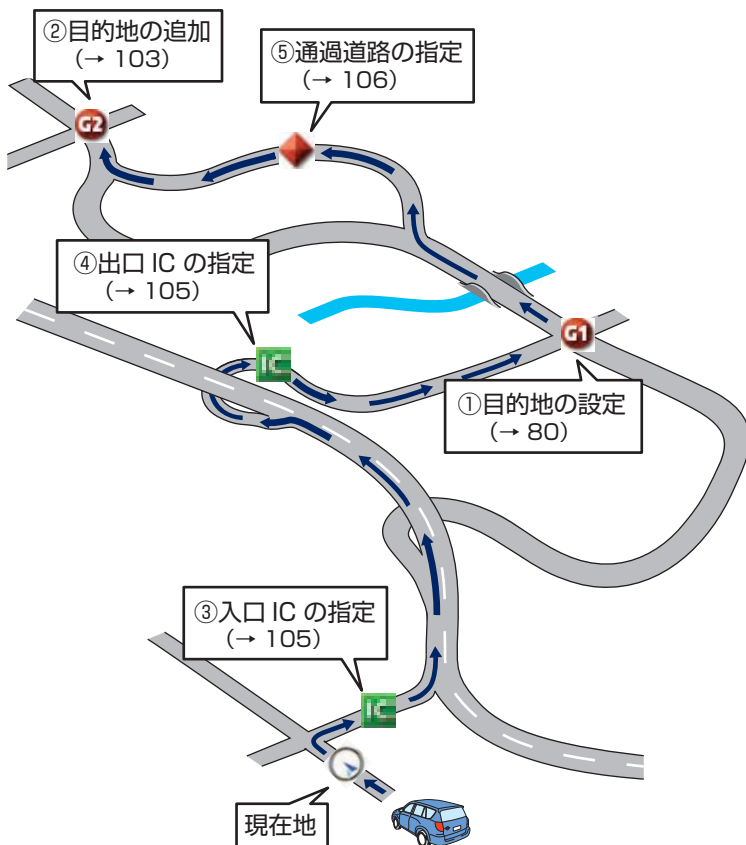 ②目的地の追加
(→ 103)
⑤通過道路の指定
(→ 106)
G2
④出口 IC の指定
(→ 105)
IC
G1
①目的地の設定
(→ 80)
③入口 IC の指定
(→ 105)
IC
現在地